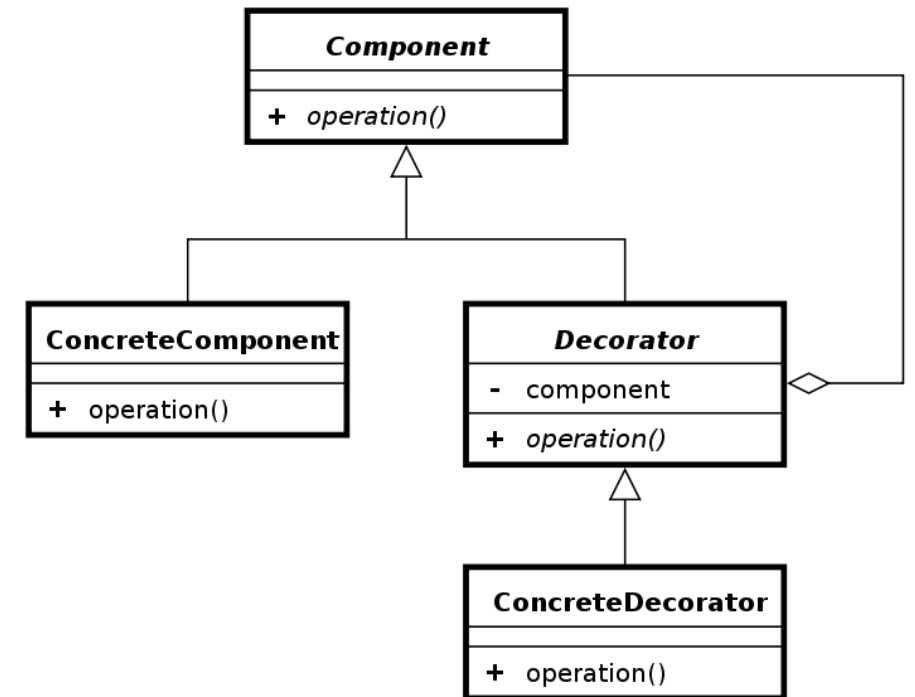 Component
+ operation()
ConcreteComponent
+ operation()
Decorator
- component
+ operation()
ConcreteDecorator
+ operation()